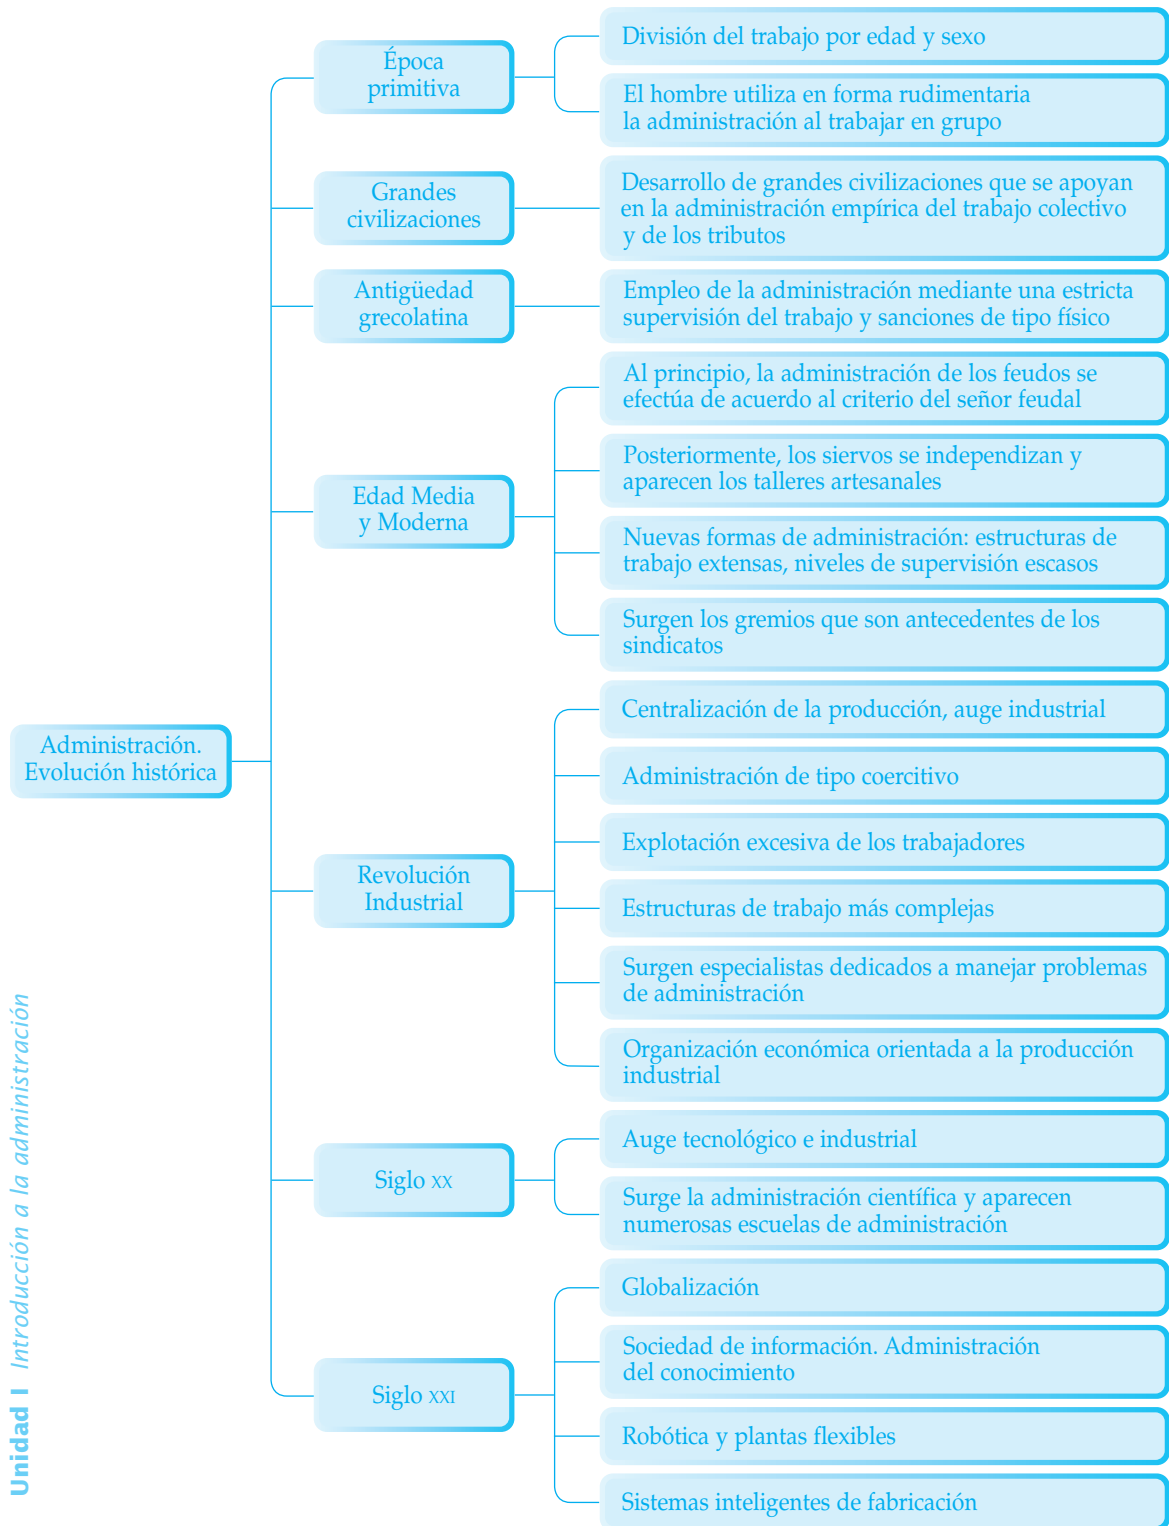 Administración.
Evolución histórica
Época
primitiva
División del trabajo por edad y sexo
El hombre utiliza en forma rudimentaria
la administración al trabajar en grupo
Grandes
civilizaciones
Desarrollo de grandes civilizaciones que se apoyan
en la administración empírica del trabajo colectivo
y de los tributos
Antigüedad
grecolatina
Empleo de la administración mediante una estricta
supervisión del trabajo y sanciones de tipo físico
Edad Media
y Moderna
Al principio, la administración de los feudos se
efectúa de acuerdo al criterio del señor feudal
Posteriormente, los siervos se independizan y
aparecen los talleres artesanales
Nuevas formas de administración: estructuras de
trabajo extensas, niveles de supervisión escasos
Surgen los gremios que son antecedentes de los
sindicatos
Revolución
Industrial
Centralización de la producción, auge industrial
Administración de tipo coercitivo
Explotación excesiva de los trabajadores
Estructuras de trabajo más complejas
Surgen especialistas dedicados a manejar problemas
de administración
Organización económica orientada a la producción
industrial
Siglo XX
Auge tecnológico e industrial
Surge la administración científica y aparecen
numerosas escuelas de administración
Siglo XXI
Globalización
Sociedad de información. Administración
del conocimiento
Robótica y plantas flexibles
Sistemas inteligentes de fabricación
Unidad I Introducción a la administración